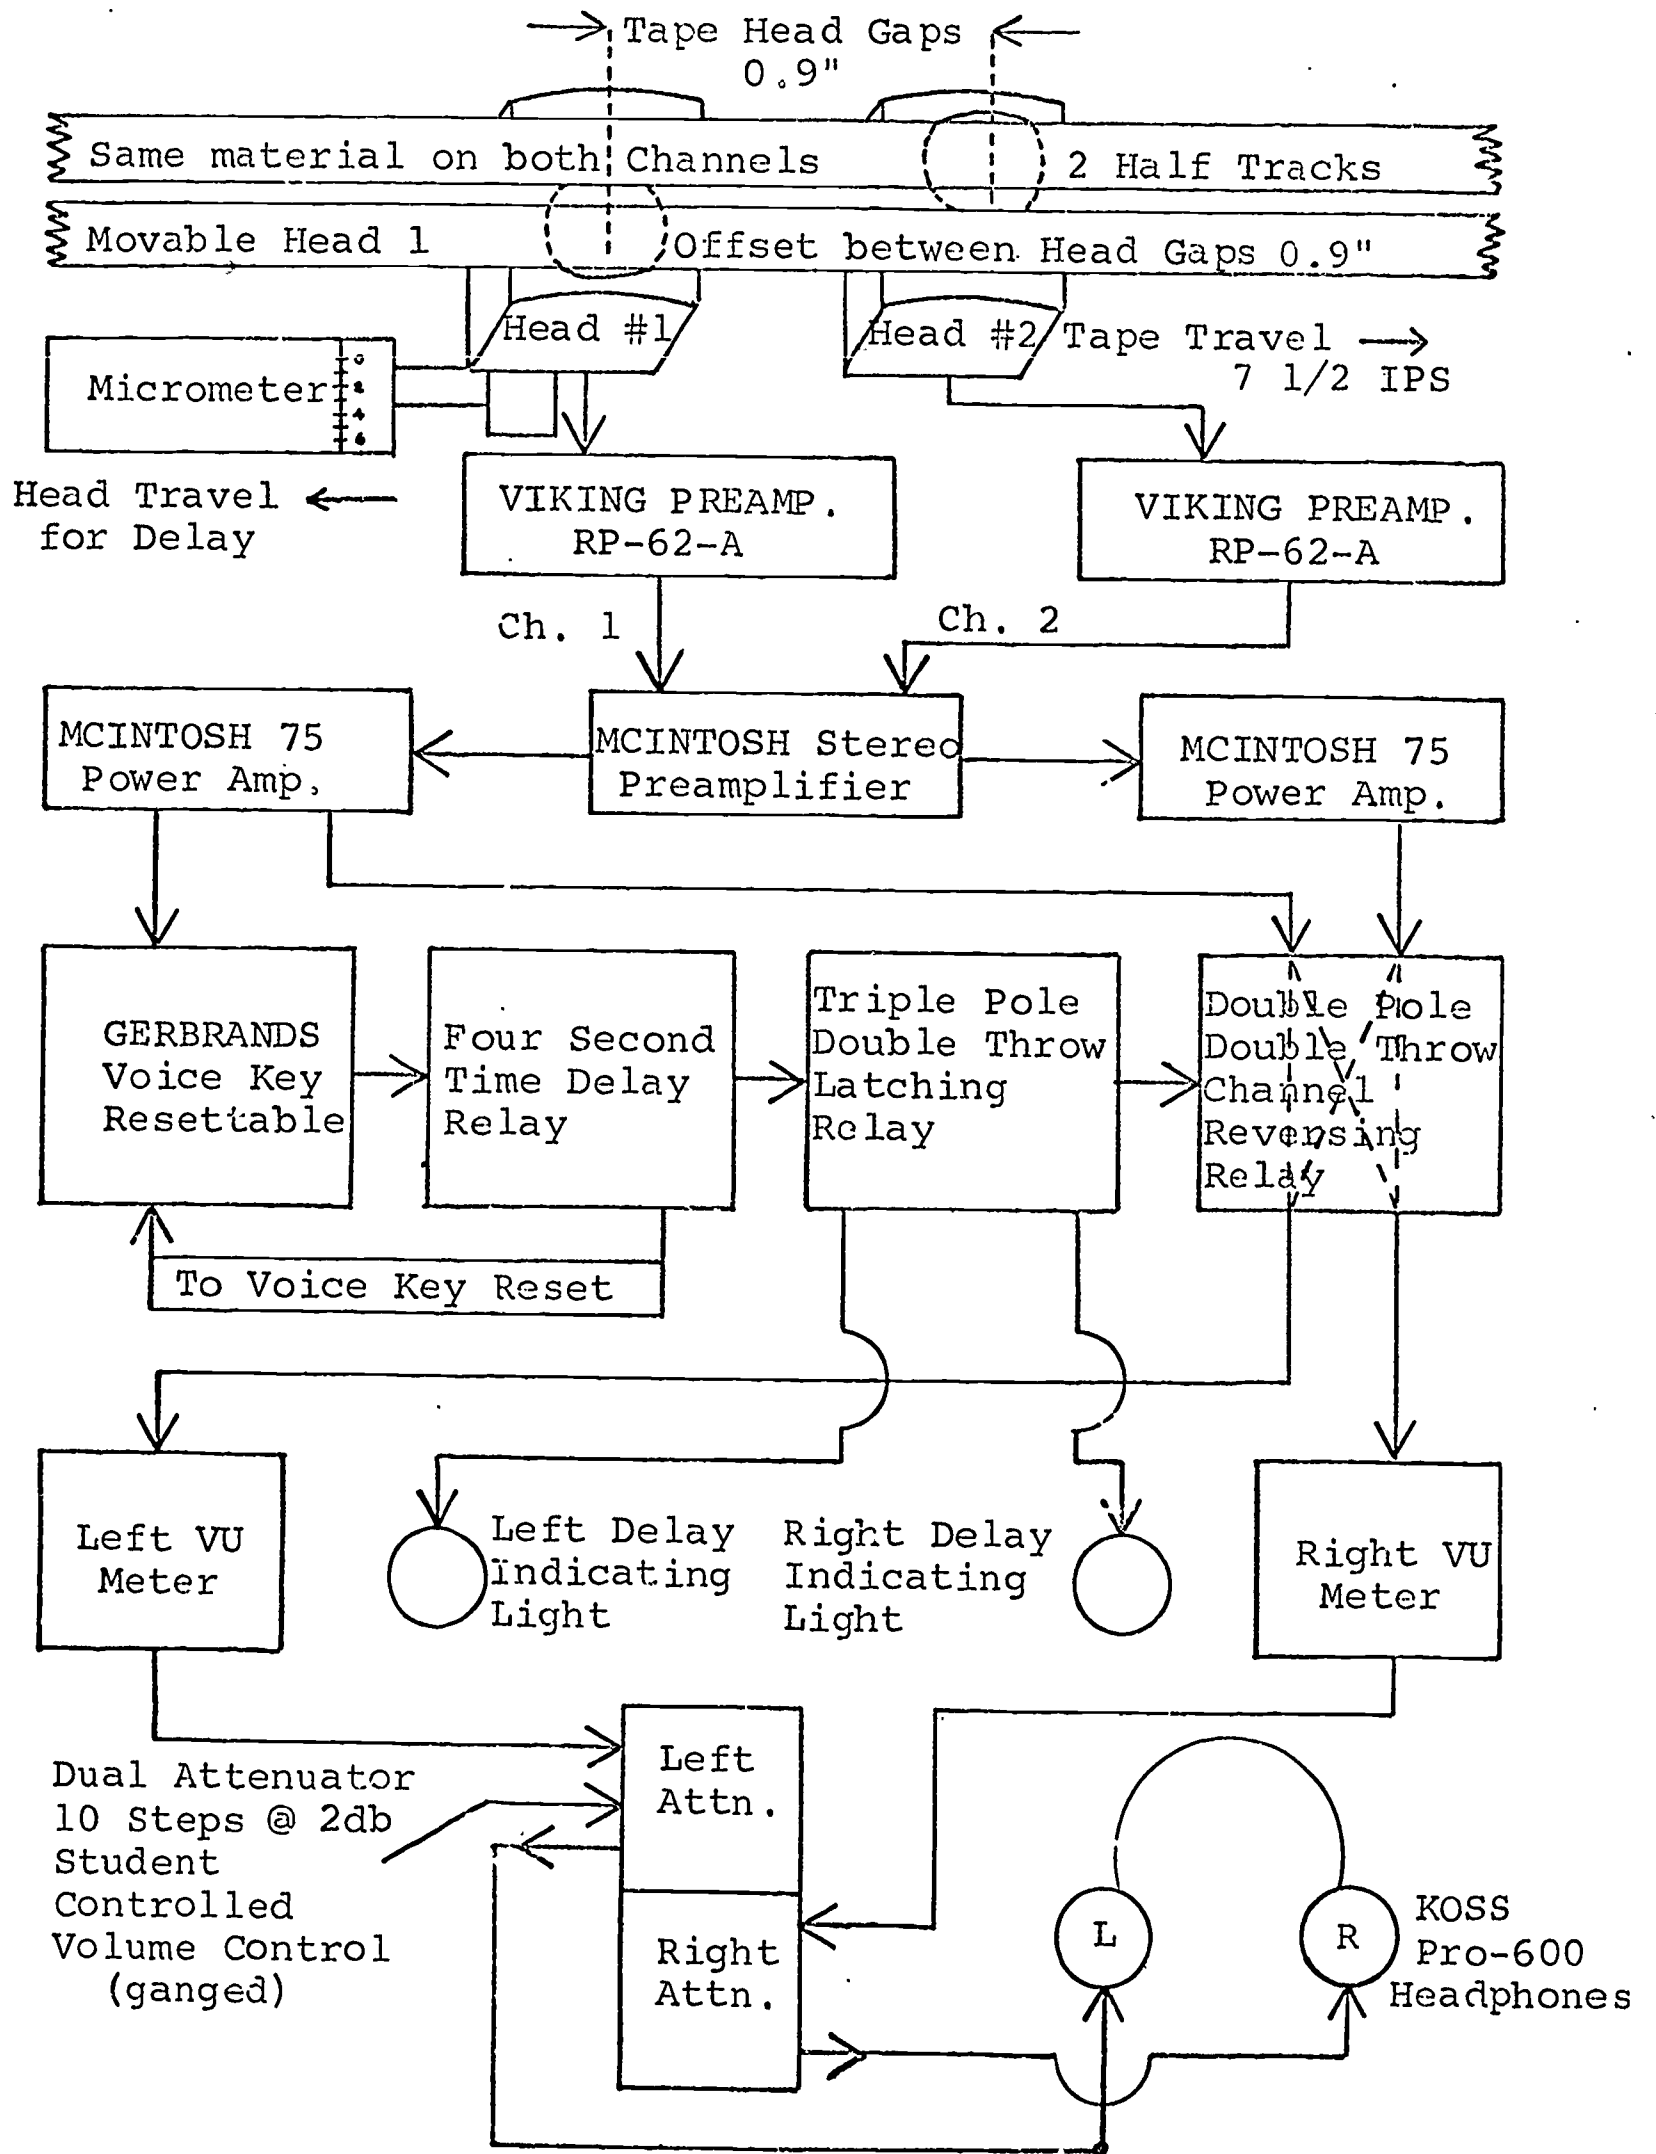 Tape Head Gaps
0.9"
Same material on both Channels
2 Half Tracks
Movable Head 1
Offset between Head Gaps 0.9"
Head #1
Head #2
Tape Travel
7 1/2 IPS
Micrometer
0
2
4
6
Head Travel
for Delay
VIKING PREAMP.
RP-62-A
VIKING PREAMP.
RP-62-A
Ch. 1
Ch. 2
MCINTOSH 75
Power Amp.
MCINTOSH Stereo
Preamplifier
MCINTOSH 75
Power Amp.
GERBRANDS
Voice Key
Resettable
Four Second
Time Delay
Relay
Triple Pole
Double Throw
Latching
Relay
Double Pole
Double Throw
Channel
Reversing
Relay
To Voice Key Reset
Left VU
Meter
Left Delay
Indicating
Light
Right Delay
Indicating
Light
Right VU
Meter
Dual Attenuator
10 Steps @ 2db
Student
Controlled
Volume Control
(ganged)
Left
Attn.
Right
Attn.
L
R
KOSS
Pro-600
Headphones